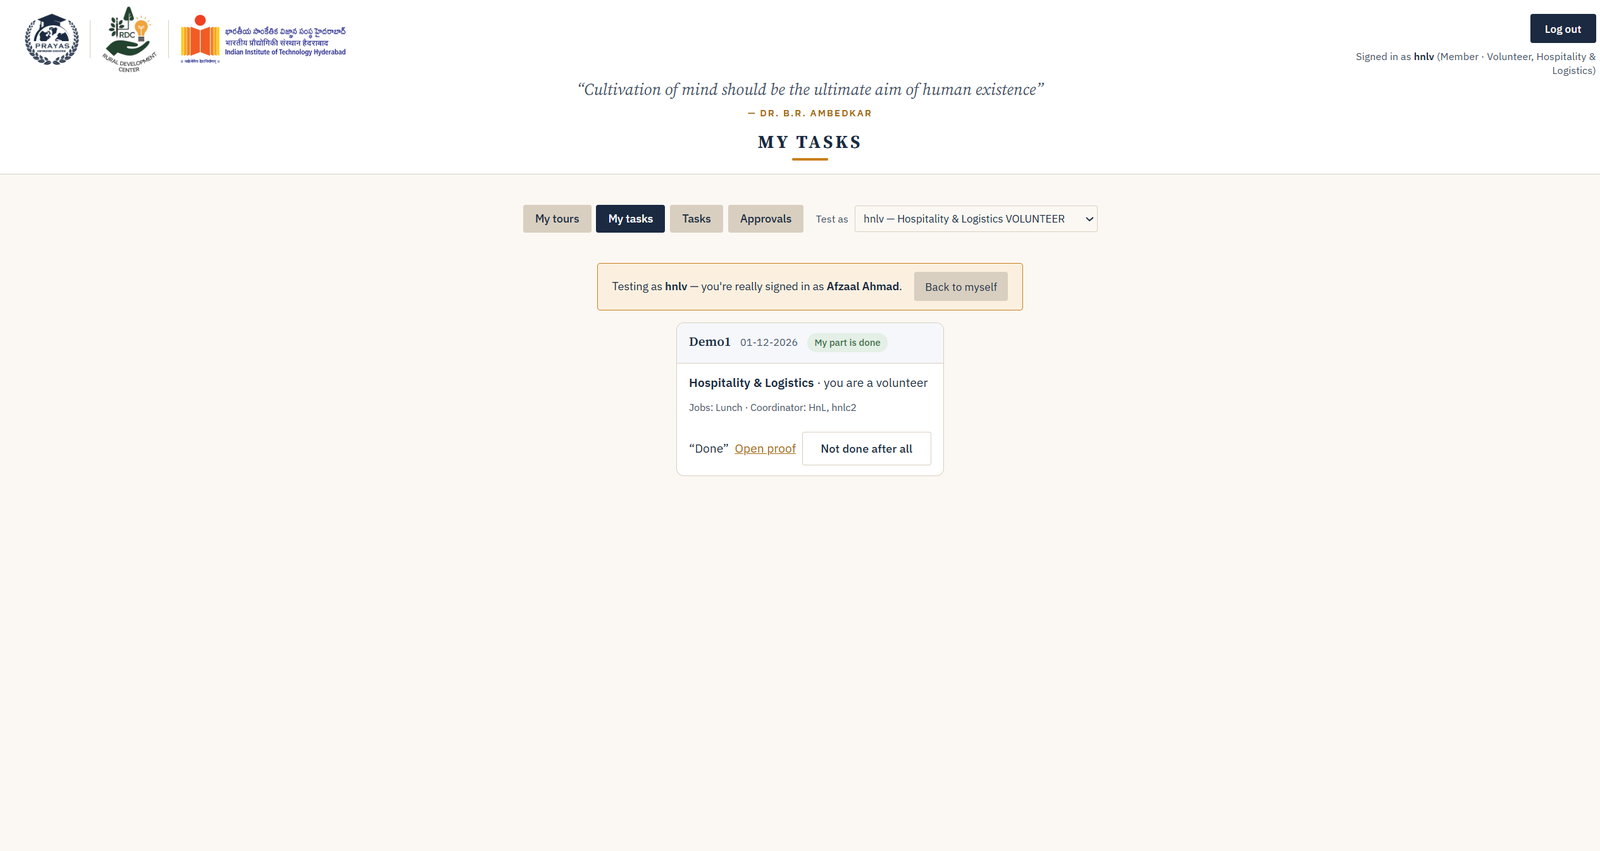 PRAYAS
RDC
RURAL DEVELOPMENT
CENTER
భారతీయ సాంకేతిక విజ్ఞాన సంస్థ హైదరాబాద్
भारतीय प्रौद्योगिकी संस्थान हैदराबाद
Indian Institute of Technology Hyderabad
Log out
Signed in as hnlv (Member · Volunteer, Hospitality &
Logistics)
“Cultivation of mind should be the ultimate aim of human existence”
— DR. B.R. AMBEDKAR
MY TASKS
My tours My tasks Tasks Approvals Test as hnlv — Hospitality & Logistics VOLUNTEER
Testing as hnlv — you're really signed in as Afzaal Ahmad. Back to myself
Demo1 01-12-2026 My part is done
Hospitality & Logistics · you are a volunteer
Jobs: Lunch · Coordinator: HnL, hnlc2
“Done” Open proof Not done after all